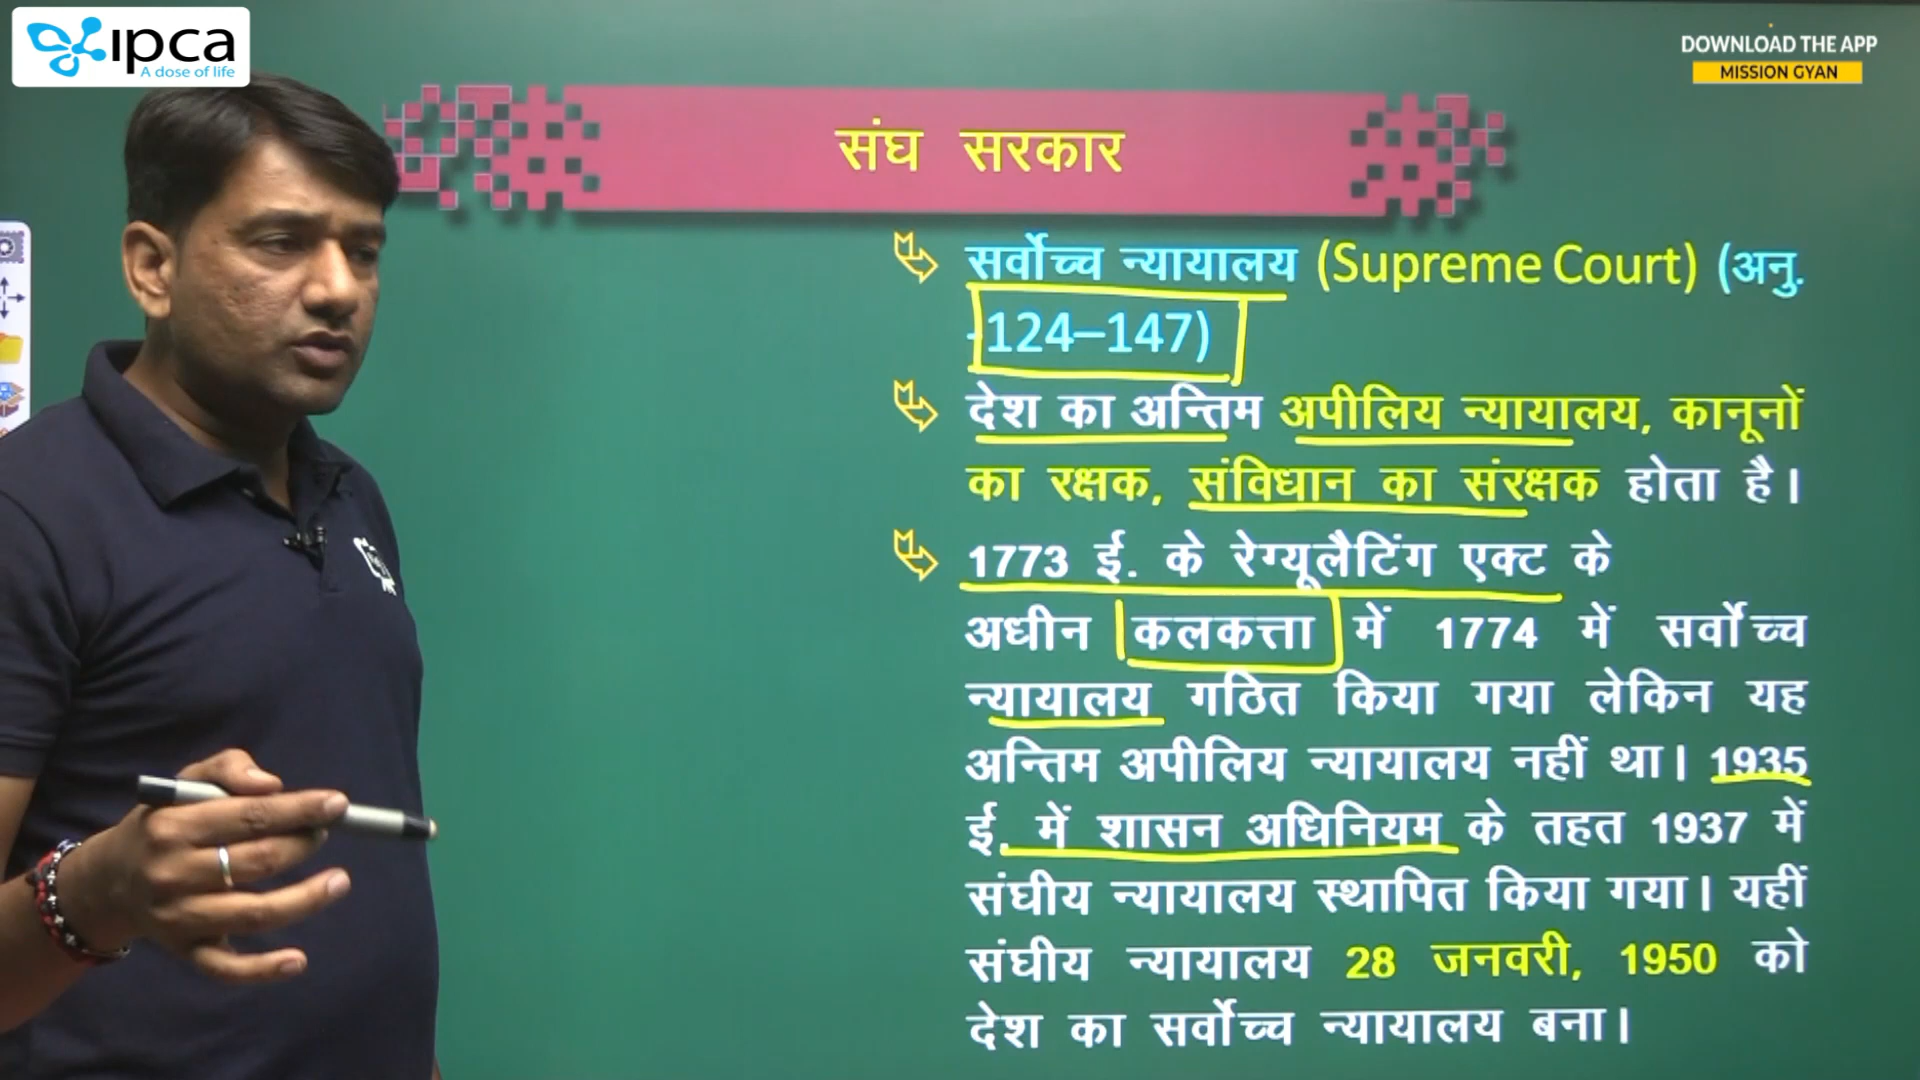 ipca
A dose of life
DOWNLOAD THE APP
MISSION GYAN
संघ सरकार
सर्वोच्च न्यायालय (Supreme Court) (अनु.
-124–147)
देश का अन्तिम अपीलिय न्यायालय, कानूनों
का रक्षक, संविधान का संरक्षक होता है।
1773 ई. के रेग्यूलैटिंग एक्ट के
अधीन कलकत्ता में 1774 में सर्वोच्च
न्यायालय गठित किया गया लेकिन यह
अन्तिम अपीलिय न्यायालय नहीं था। 1935
ई. में शासन अधिनियम के तहत 1937 में
संघीय न्यायालय स्थापित किया गया। यहीं
संघीय न्यायालय 28 जनवरी, 1950 को
देश का सर्वोच्च न्यायालय बना।